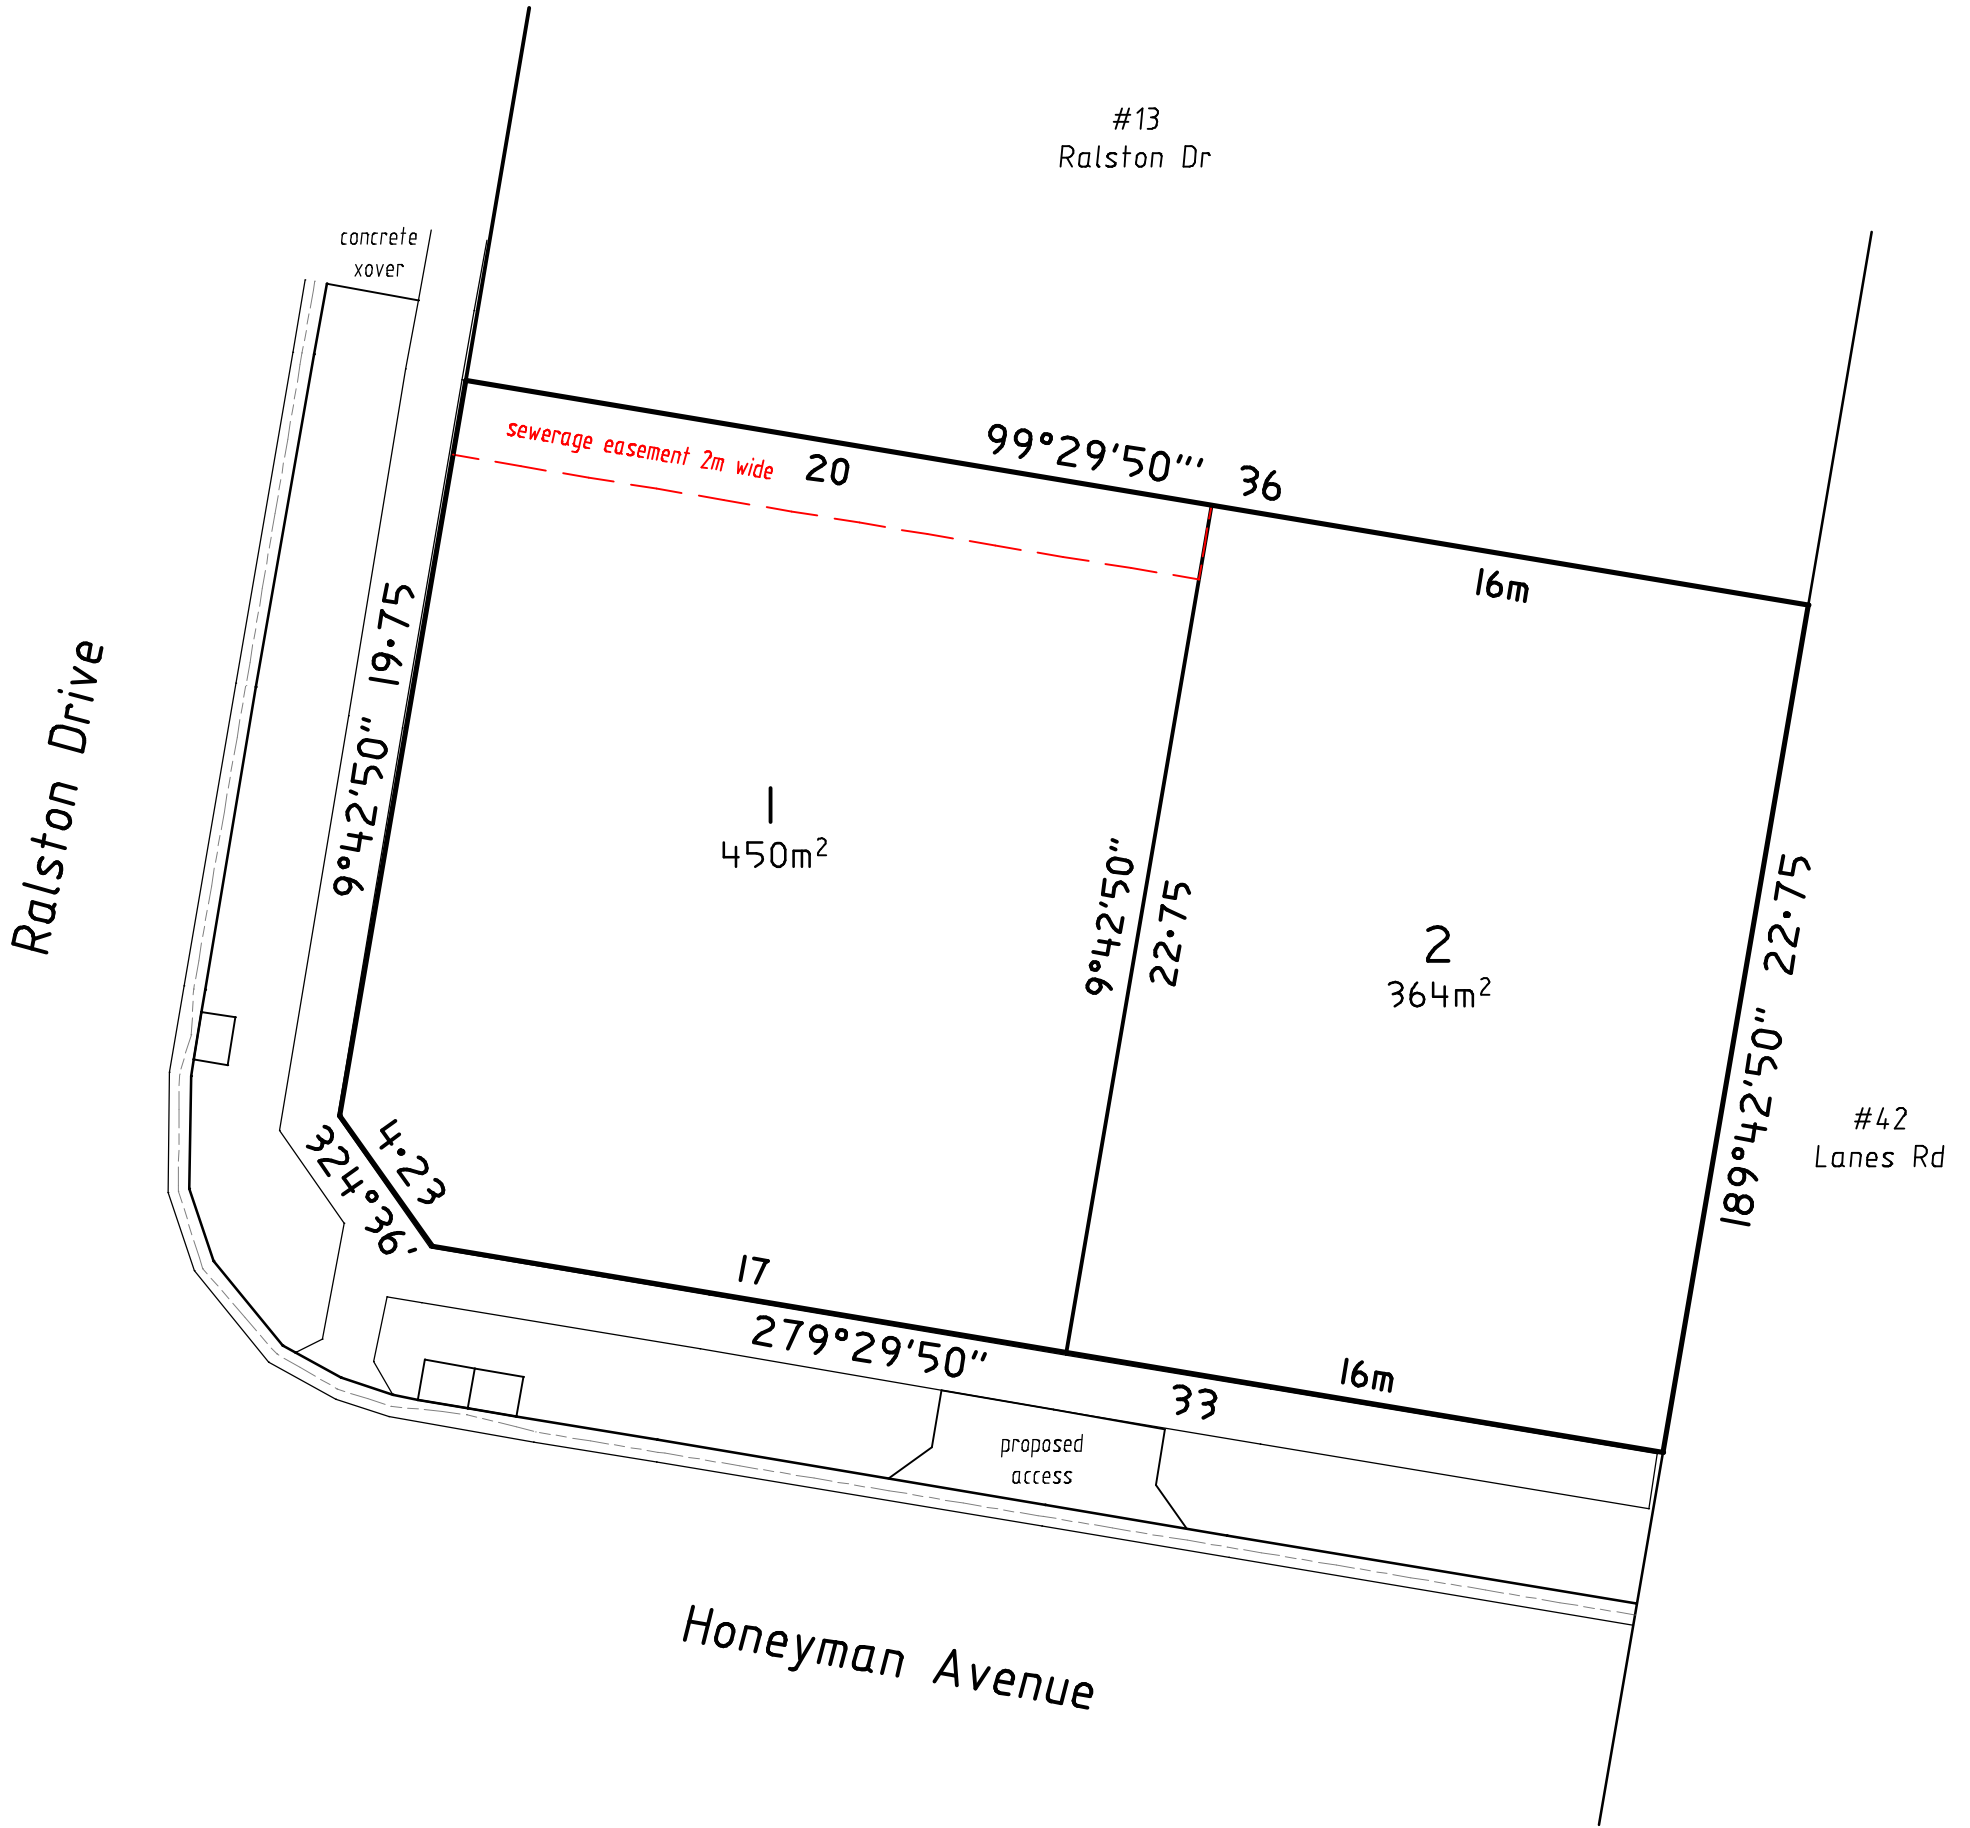 #13
Ralston Dr
concrete
xover
sewerage easement 2m wide
20
99°29'50"'
36
16m
9°42'50" 19·75
Ralston Drive
1
450m²
9°42'50"
22·75
2
364m²
189°42'50" 22·75
#42
Lanes Rd
4·23
324°36'
17
279°29'50"
33
16m
proposed
access
Honeyman Avenue